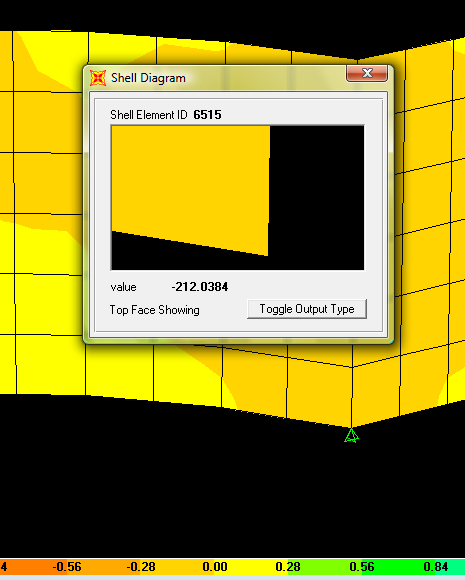 Shell Diagram
Shell Element ID 6515
value -212.0384
Top Face Showing Toggle Output Type
4 -0.56 -0.28 0.00 0.28 0.56 0.84